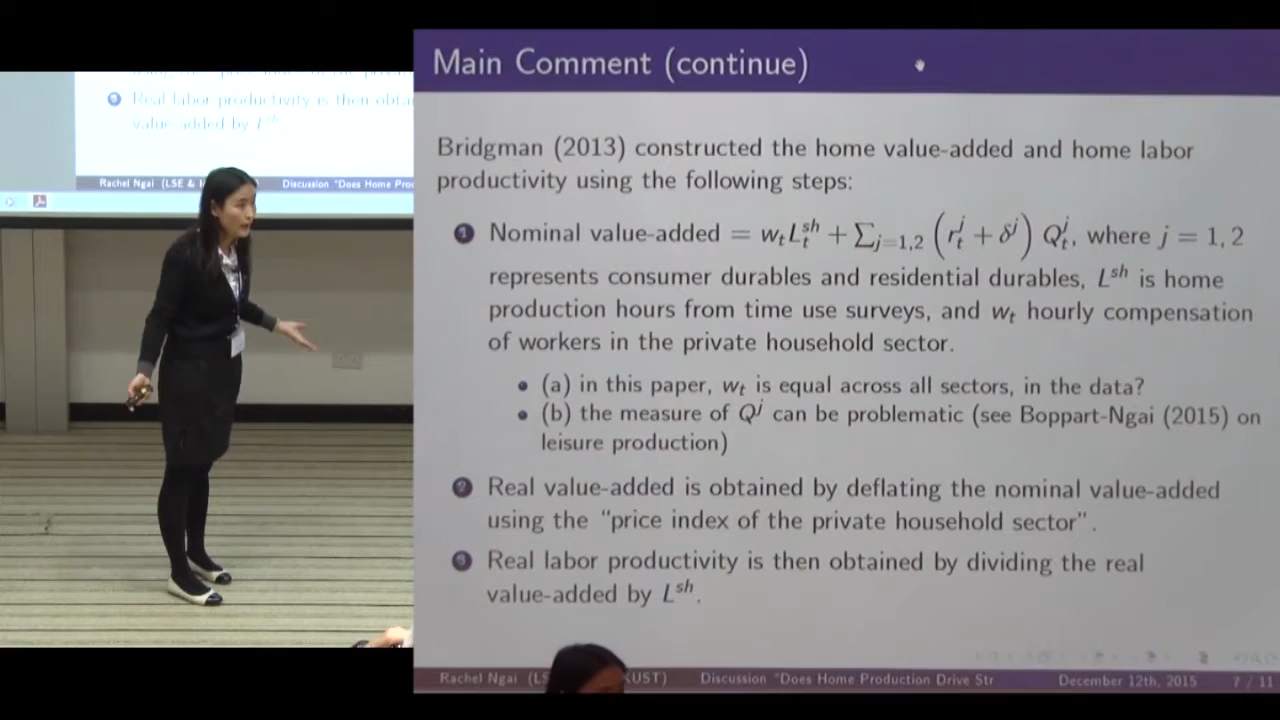 Real labor productivity is then obta
value-added by L^sh
Rachel Ngai (LSE &
Discussion "Does Home Prod
Main Comment (continue)
Bridgman (2013) constructed the home value-added and home labor
productivity using the following steps:
1 Nominal value-added = w_t L_t^sh + ∑_{j=1,2} (r_t^j + δ^j) Q_t^j, where j = 1, 2
represents consumer durables and residential durables, L^sh is home
production hours from time use surveys, and w_t hourly compensation
of workers in the private household sector.
• (a) in this paper, w_t is equal across all sectors, in the data?
• (b) the measure of Q^j can be problematic (see Boppart-Ngai (2015) on
leisure production)
2 Real value-added is obtained by deflating the nominal value-added
using the “price index of the private household sector”.
3 Real labor productivity is then obtained by dividing the real
value-added by L^sh.
Rachel Ngai (LS KUST) Discussion "Does Home Production Drive Str December 12th, 2015 7 / 11